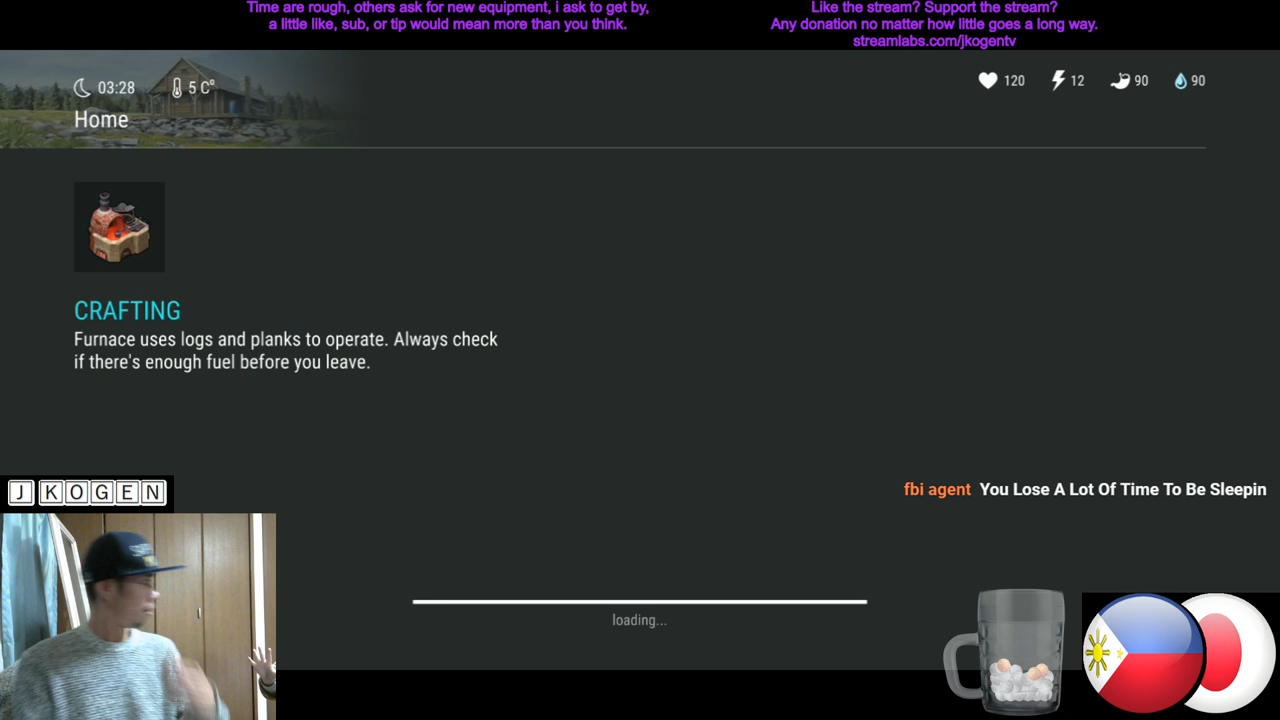 Time are rough, others ask for new equipment, i ask to get by,
a little like, sub, or tip would mean more than you think.
Like the stream? Support the stream?
Any donation no matter how little goes a long way.
streamlabs.com/jkogentv
03:28
5 C°
120
12
90
90
Home
CRAFTING
Furnace uses logs and planks to operate. Always check
if there's enough fuel before you leave.
J KOGEN
fbi agent You Lose A Lot Of Time To Be Sleepin
loading...